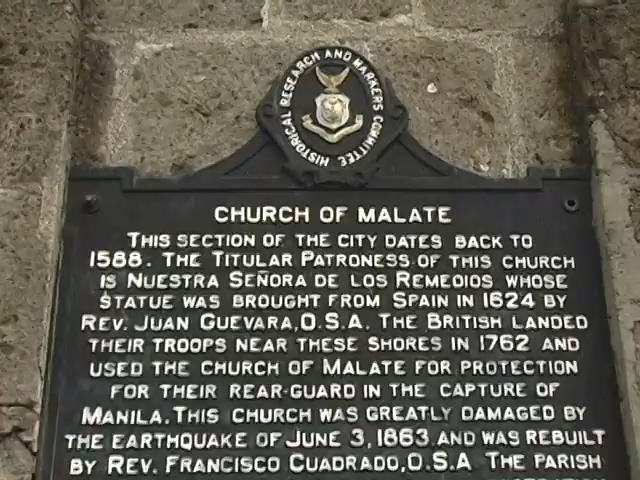 HISTORICAL RESEARCH AND MARKERS COMMITTEE
CHURCH OF MALATE
THIS SECTION OF THE CITY DATES BACK TO
1588. THE TITULAR PATRONESS OF THIS CHURCH
IS NUESTRA SEÑORA DE LOS REMEDIOS WHOSE
STATUE WAS BROUGHT FROM SPAIN IN 1624 BY
REV. JUAN GUEVARA, O.S.A. THE BRITISH LANDED
THEIR TROOPS NEAR THESE SHORES IN 1762 AND
USED THE CHURCH OF MALATE FOR PROTECTION
FOR THEIR REAR-GUARD IN THE CAPTURE OF
MANILA. THIS CHURCH WAS GREATLY DAMAGED BY
THE EARTHQUAKE OF JUNE 3, 1863 AND WAS REBUILT
BY REV. FRANCISCO CUADRADO, O.S.A THE PARISH